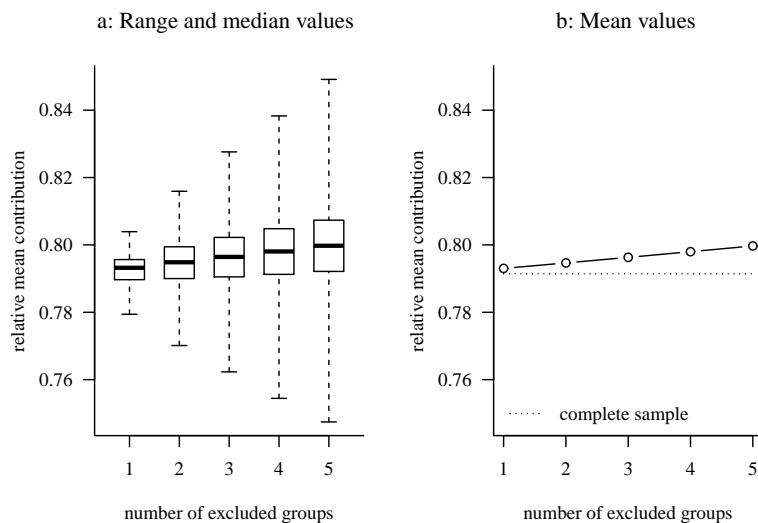 a: Range and median values
relative mean contribution
0.84
0.82
0.80
0.78
0.76
1 2 3 4 5
number of excluded groups
b: Mean values
relative mean contribution
0.84
0.82
0.80
0.78
0.76
complete sample
1 2 3 4 5
number of excluded groups